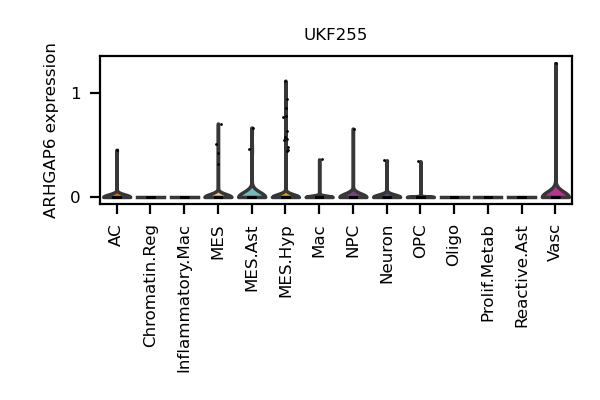 UKF255
ARHGAP6 expression
1
0
AC
Chromatin.Reg
Inflammatory.Mac
MES
MES.Ast
MES.Hyp
Mac
NPC
Neuron
OPC
Oligo
Prolif.Metab
Reactive.Ast
Vasc